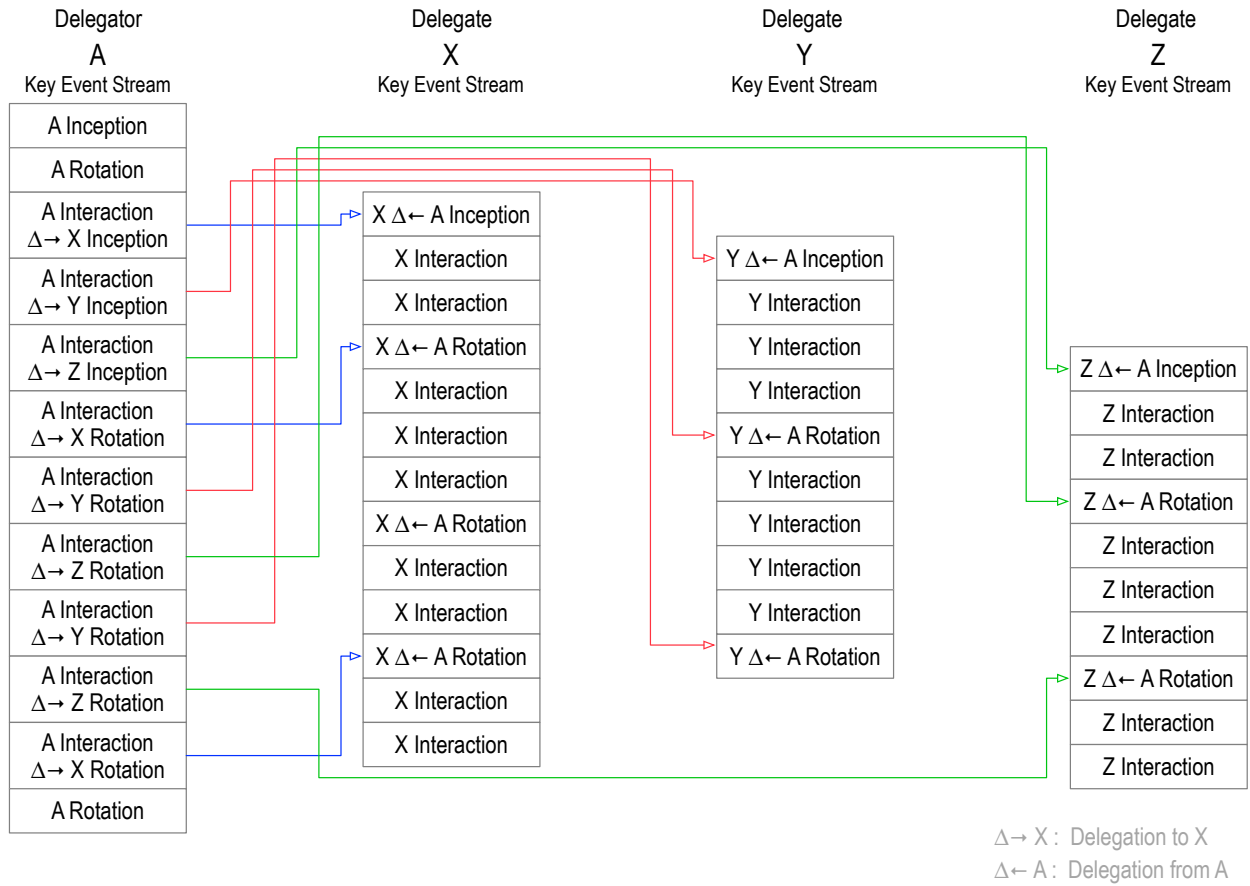 Delegator
A
Key Event Stream
A Inception
A Rotation
A Interaction
Δ→ X Inception
A Interaction
Δ→ Y Inception
A Interaction
Δ→ Z Inception
A Interaction
Δ→ X Rotation
A Interaction
Δ→ Y Rotation
A Interaction
Δ→ Z Rotation
A Interaction
Δ→ Y Rotation
A Interaction
Δ→ Z Rotation
A Interaction
Δ→ X Rotation
A Rotation
Delegate
X
Key Event Stream
X Δ← A Inception
X Interaction
X Interaction
X Δ← A Rotation
X Interaction
X Interaction
X Interaction
X Δ← A Rotation
X Interaction
X Interaction
X Δ← A Rotation
X Interaction
X Interaction
Delegate
Y
Key Event Stream
Y Δ← A Inception
Y Interaction
Y Interaction
Y Interaction
Y Δ← A Rotation
Y Interaction
Y Interaction
Y Interaction
Y Interaction
Y Δ← A Rotation
Delegate
Z
Key Event Stream
Z Δ← A Inception
Z Interaction
Z Interaction
Z Δ← A Rotation
Z Interaction
Z Interaction
Z Interaction
Z Δ← A Rotation
Z Interaction
Z Interaction
Δ→ X : Delegation to X
Δ← A : Delegation from A